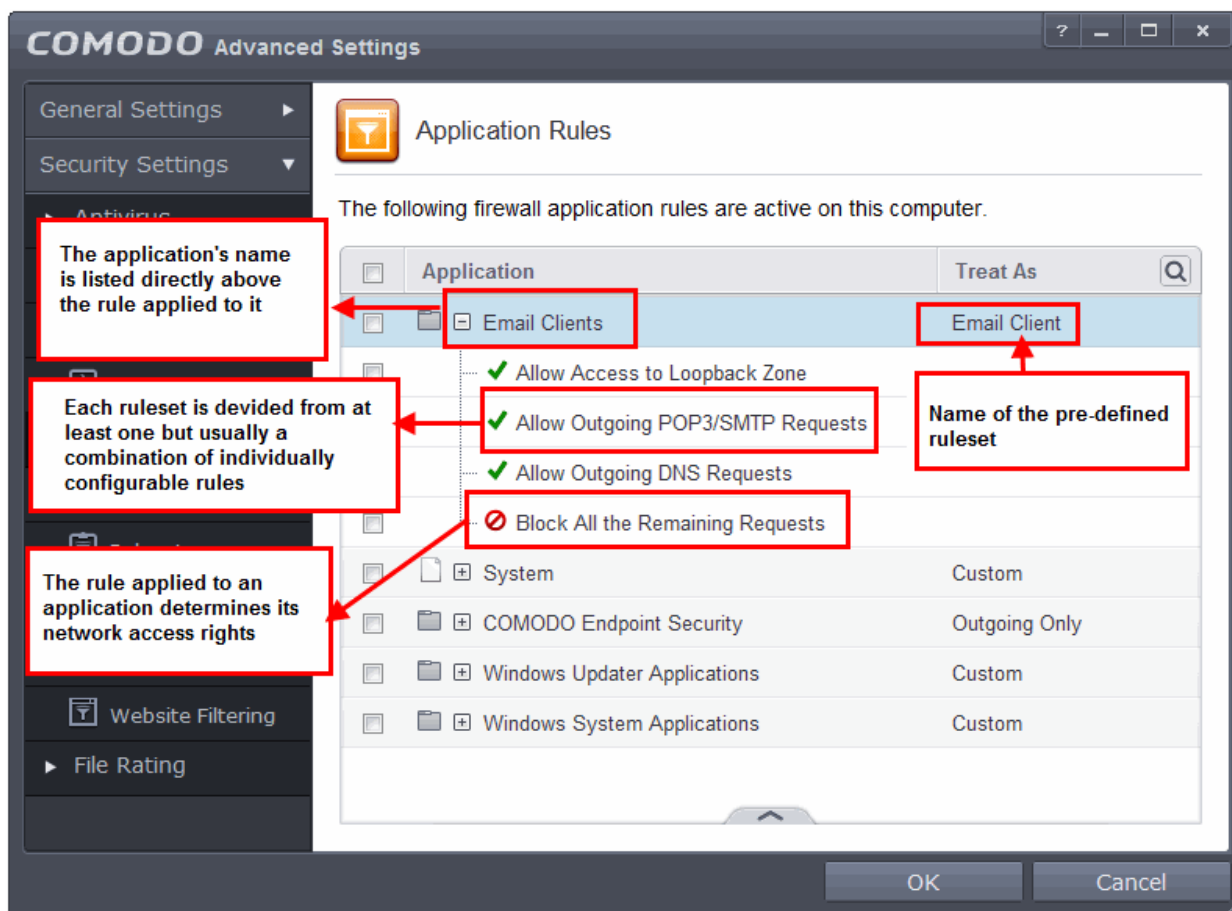 COMODO Advanced Settings
?
General Settings
Security Settings
Antivirus
Website Filtering
File Rating
Application Rules
The following firewall application rules are active on this computer.
Application Treat As
Email Clients Email Client
Allow Access to Loopback Zone
Allow Outgoing POP3/SMTP Requests
Allow Outgoing DNS Requests
Block All the Remaining Requests
System Custom
COMODO Endpoint Security Outgoing Only
Windows Updater Applications Custom
Windows System Applications Custom
The application's name
is listed directly above
the rule applied to it
Each ruleset is devided from at
least one but usually a
combination of individually
configurable rules
The rule applied to an
application determines its
network access rights
Name of the pre-defined
ruleset
OK Cancel